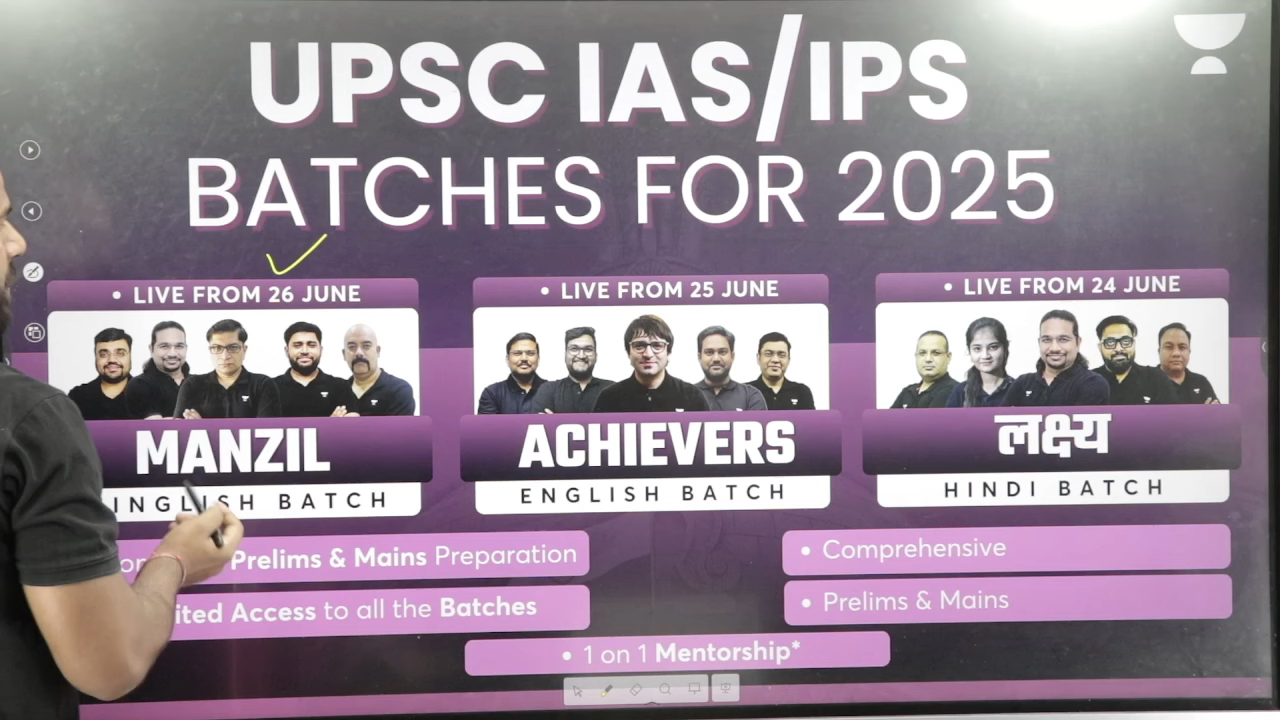 UPSC IAS/IPS
BATCHES FOR 2025
• LIVE FROM 26 JUNE
MANZIL
INGLISH BATCH
• LIVE FROM 25 JUNE
ACHIEVERS
ENGLISH BATCH
• LIVE FROM 24 JUNE
लक्ष्य
HINDI BATCH
Prelims & Mains Preparation
Access to all the Batches
• Comprehensive
• Prelims & Mains
• 1 on 1 Mentorship*